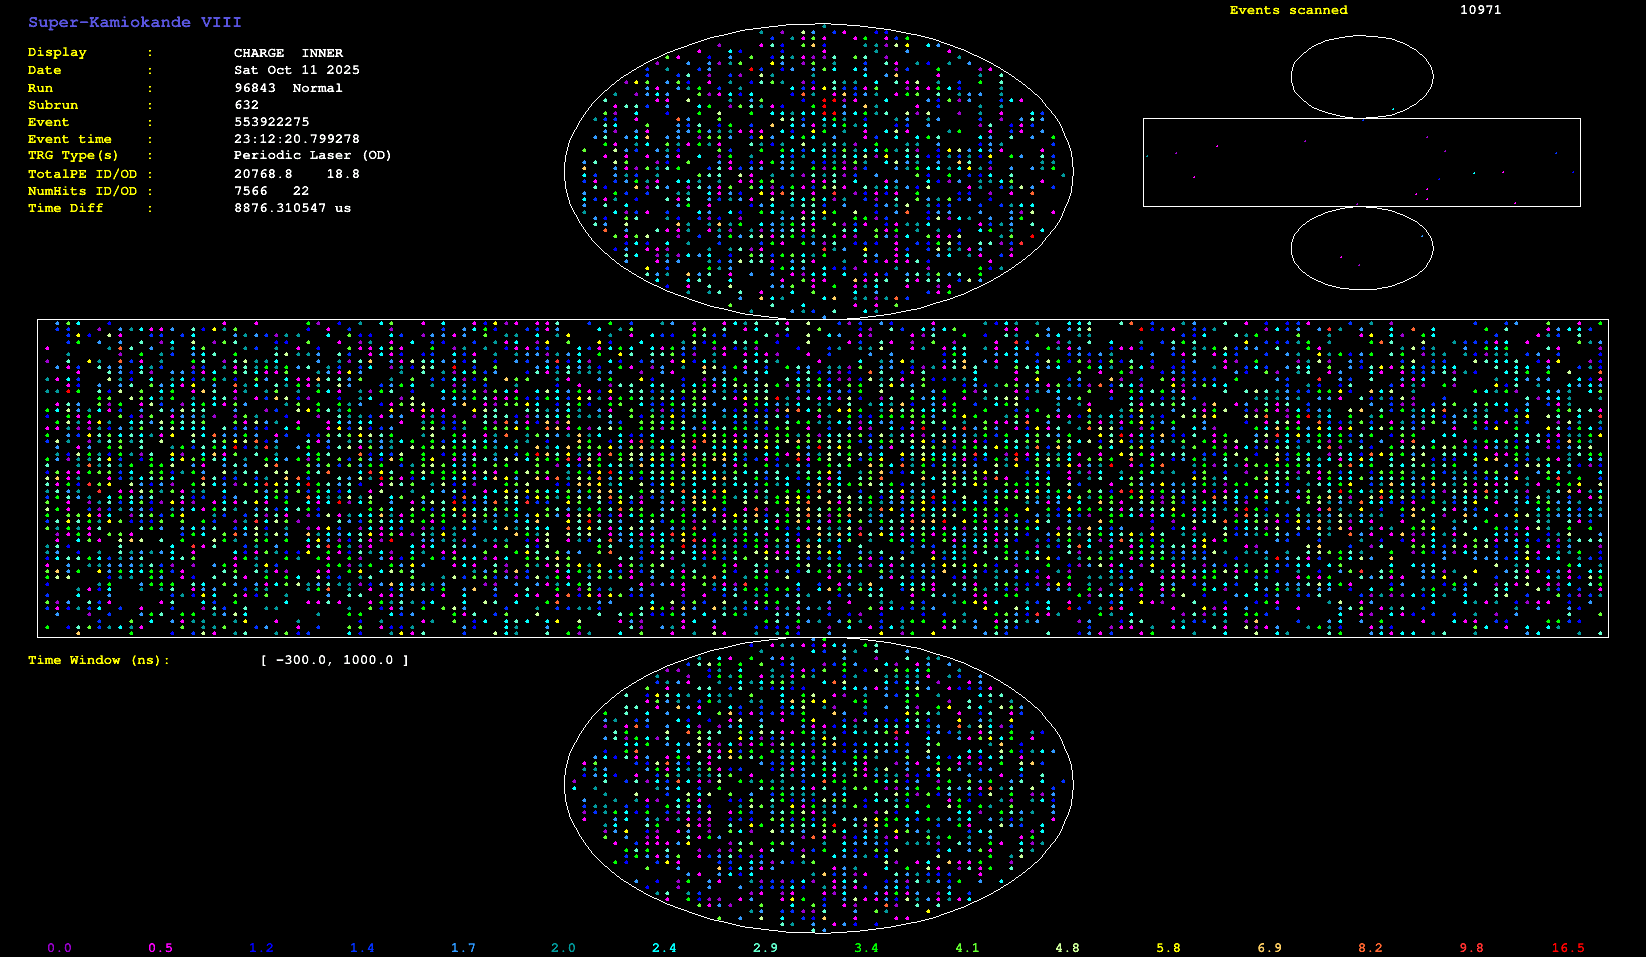 Super-Kamiokande VIII
Events scanned 10971
Display : CHARGE INNER
Date : Sat Oct 11 2025
Run : 96843 Normal
Subrun : 632
Event : 553922275
Event time : 23:12:20.799278
TRG Type(s) : Periodic Laser (OD)
TotalPE ID/OD : 20768.8 18.8
NumHits ID/OD : 7566 22
Time Diff : 8876.310547 us
Time Window (ns): [ -300.0, 1000.0 ]
0.0 0.5 1.2 1.4 1.7 2.0 2.4 2.9 3.4 4.1 4.8 5.8 6.9 8.2 9.8 16.5